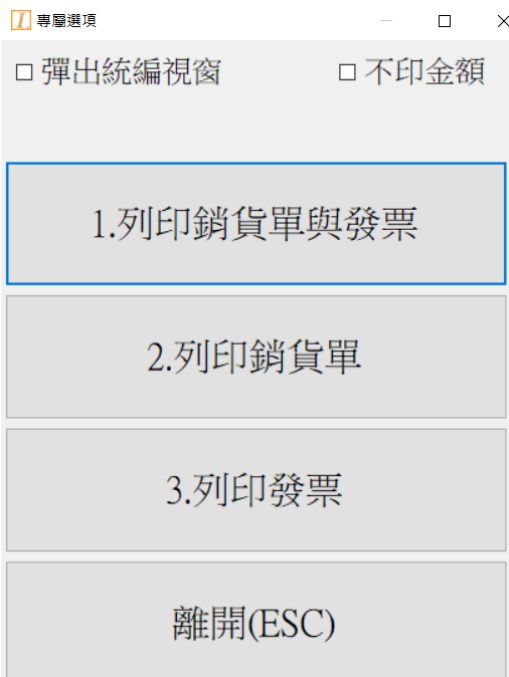 專屬選項
彈出統編視窗 不印金額
1.列印銷貨單與發票
2.列印銷貨單
3.列印發票
離開(ESC)